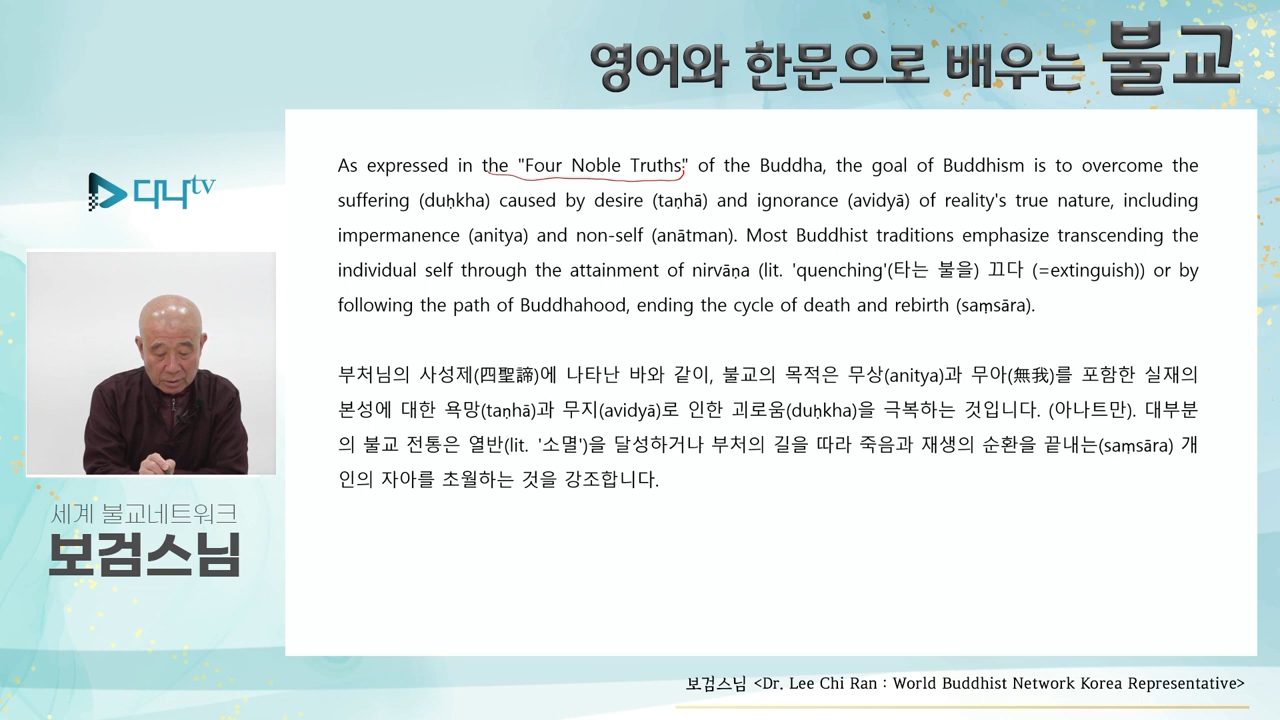 영어와 한문으로 배우는 불교
디나tv
As expressed in the "Four Noble Truths" of the Buddha, the goal of Buddhism is to overcome the
suffering (duḥkha) caused by desire (taṇhā) and ignorance (avidyā) of reality's true nature, including
impermanence (anitya) and non-self (anātman). Most Buddhist traditions emphasize transcending the
individual self through the attainment of nirvāṇa (lit. 'quenching'(타는 불을) 끄다 (=extinguish)) or by
following the path of Buddhahood, ending the cycle of death and rebirth (saṃsāra).
부처님의 사성제(四聖諦)에 나타난 바와 같이, 불교의 목적은 무상(anitya)과 무아(無我)를 포함한 실재의
본성에 대한 욕망(taṇhā)과 무지(avidyā)로 인한 괴로움(duḥkha)을 극복하는 것입니다. (아나트만). 대부분
의 불교 전통은 열반(lit. '소멸')을 달성하거나 부처의 길을 따라 죽음과 재생의 순환을 끝내는(saṃsāra) 개
인의 자아를 초월하는 것을 강조합니다.
세계 불교네트워크
보검스님
보검스님 <Dr. Lee Chi Ran : World Buddhist Network Korea Representative>